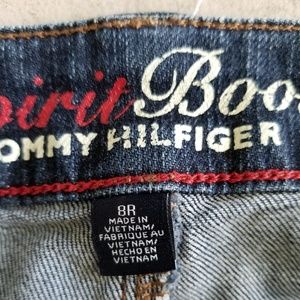 pirit Boo
OMMY HILFIGER
8R
MADE IN
VIETNAM/
FABRIQUE AU
VIETNAM/
HECHO EN
VIETNAM